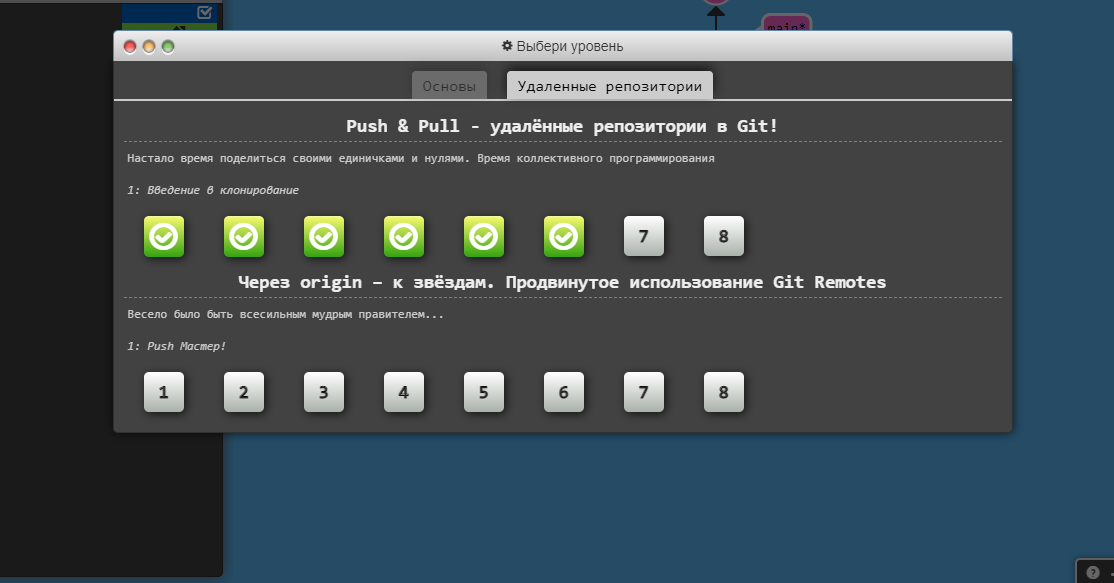 main*
Выбери уровень
Основы Удаленные репозитории
Push & Pull - удалённые репозитории в Git!
Настало время поделиться своими единичками и нулями. Время коллективного программирования
1: Введение в клонирование
7 8
Через origin – к звёздам. Продвинутое использование Git Remotes
Весело было быть всесильным мудрым правителем...
1: Push Мастер!
1 2 3 4 5 6 7 8
?